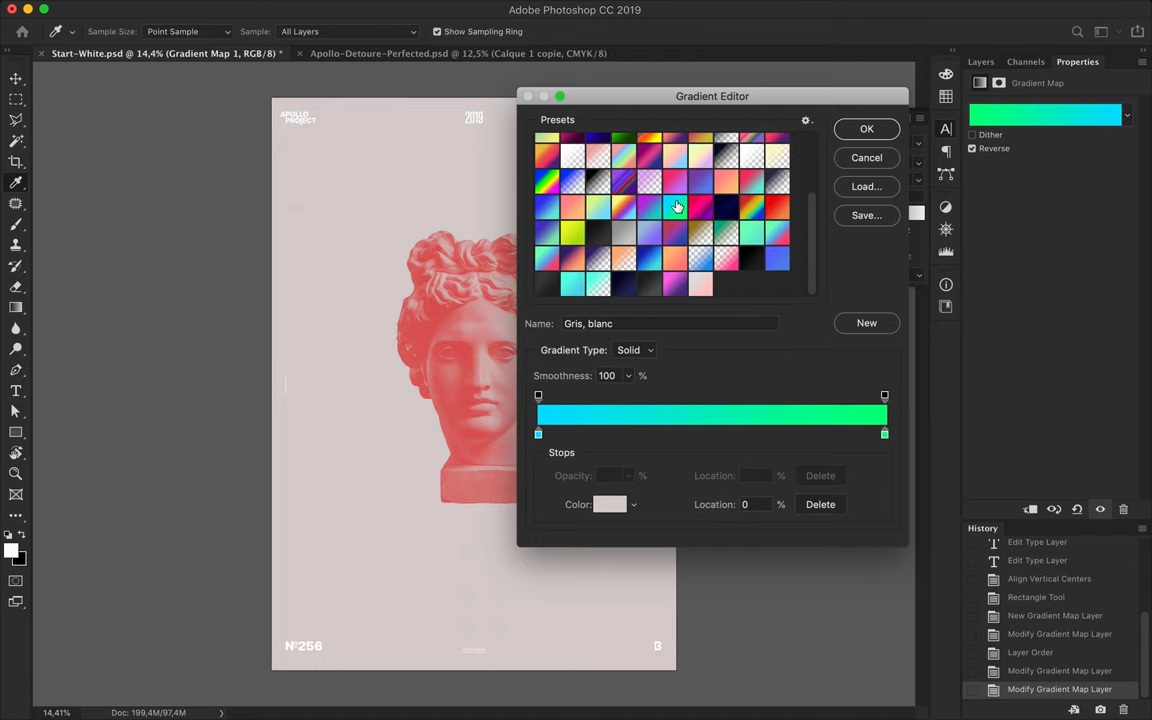 Adobe Photoshop CC 2019
Sample Size: Point Sample Sample: All Layers Show Sampling Ring
Start-White.psd @ 14,4% (Gradient Map 1, RGB/8) * Apollo-Detoure-Perfected.psd @ 12,5% (Calque 1 copie, CMYK/8)
Layers Channels Properties
Gradient Map
Dither
Reverse
APOLLO
PROJECT
2019
Nº256
B
Gradient Editor
Presets
OK
Cancel
Load...
Save...
Name: Gris, blanc
New
Gradient Type: Solid
Smoothness: 100 %
Stops
Opacity: % Location: % Delete
Color: Location: 0 % Delete
History
Edit Type Layer
Edit Type Layer
Align Vertical Centers
Rectangle Tool
New Gradient Map Layer
Modify Gradient Map Layer
Layer Order
Modify Gradient Map Layer
Modify Gradient Map Layer
14,41% Doc: 199,4M/97,4M